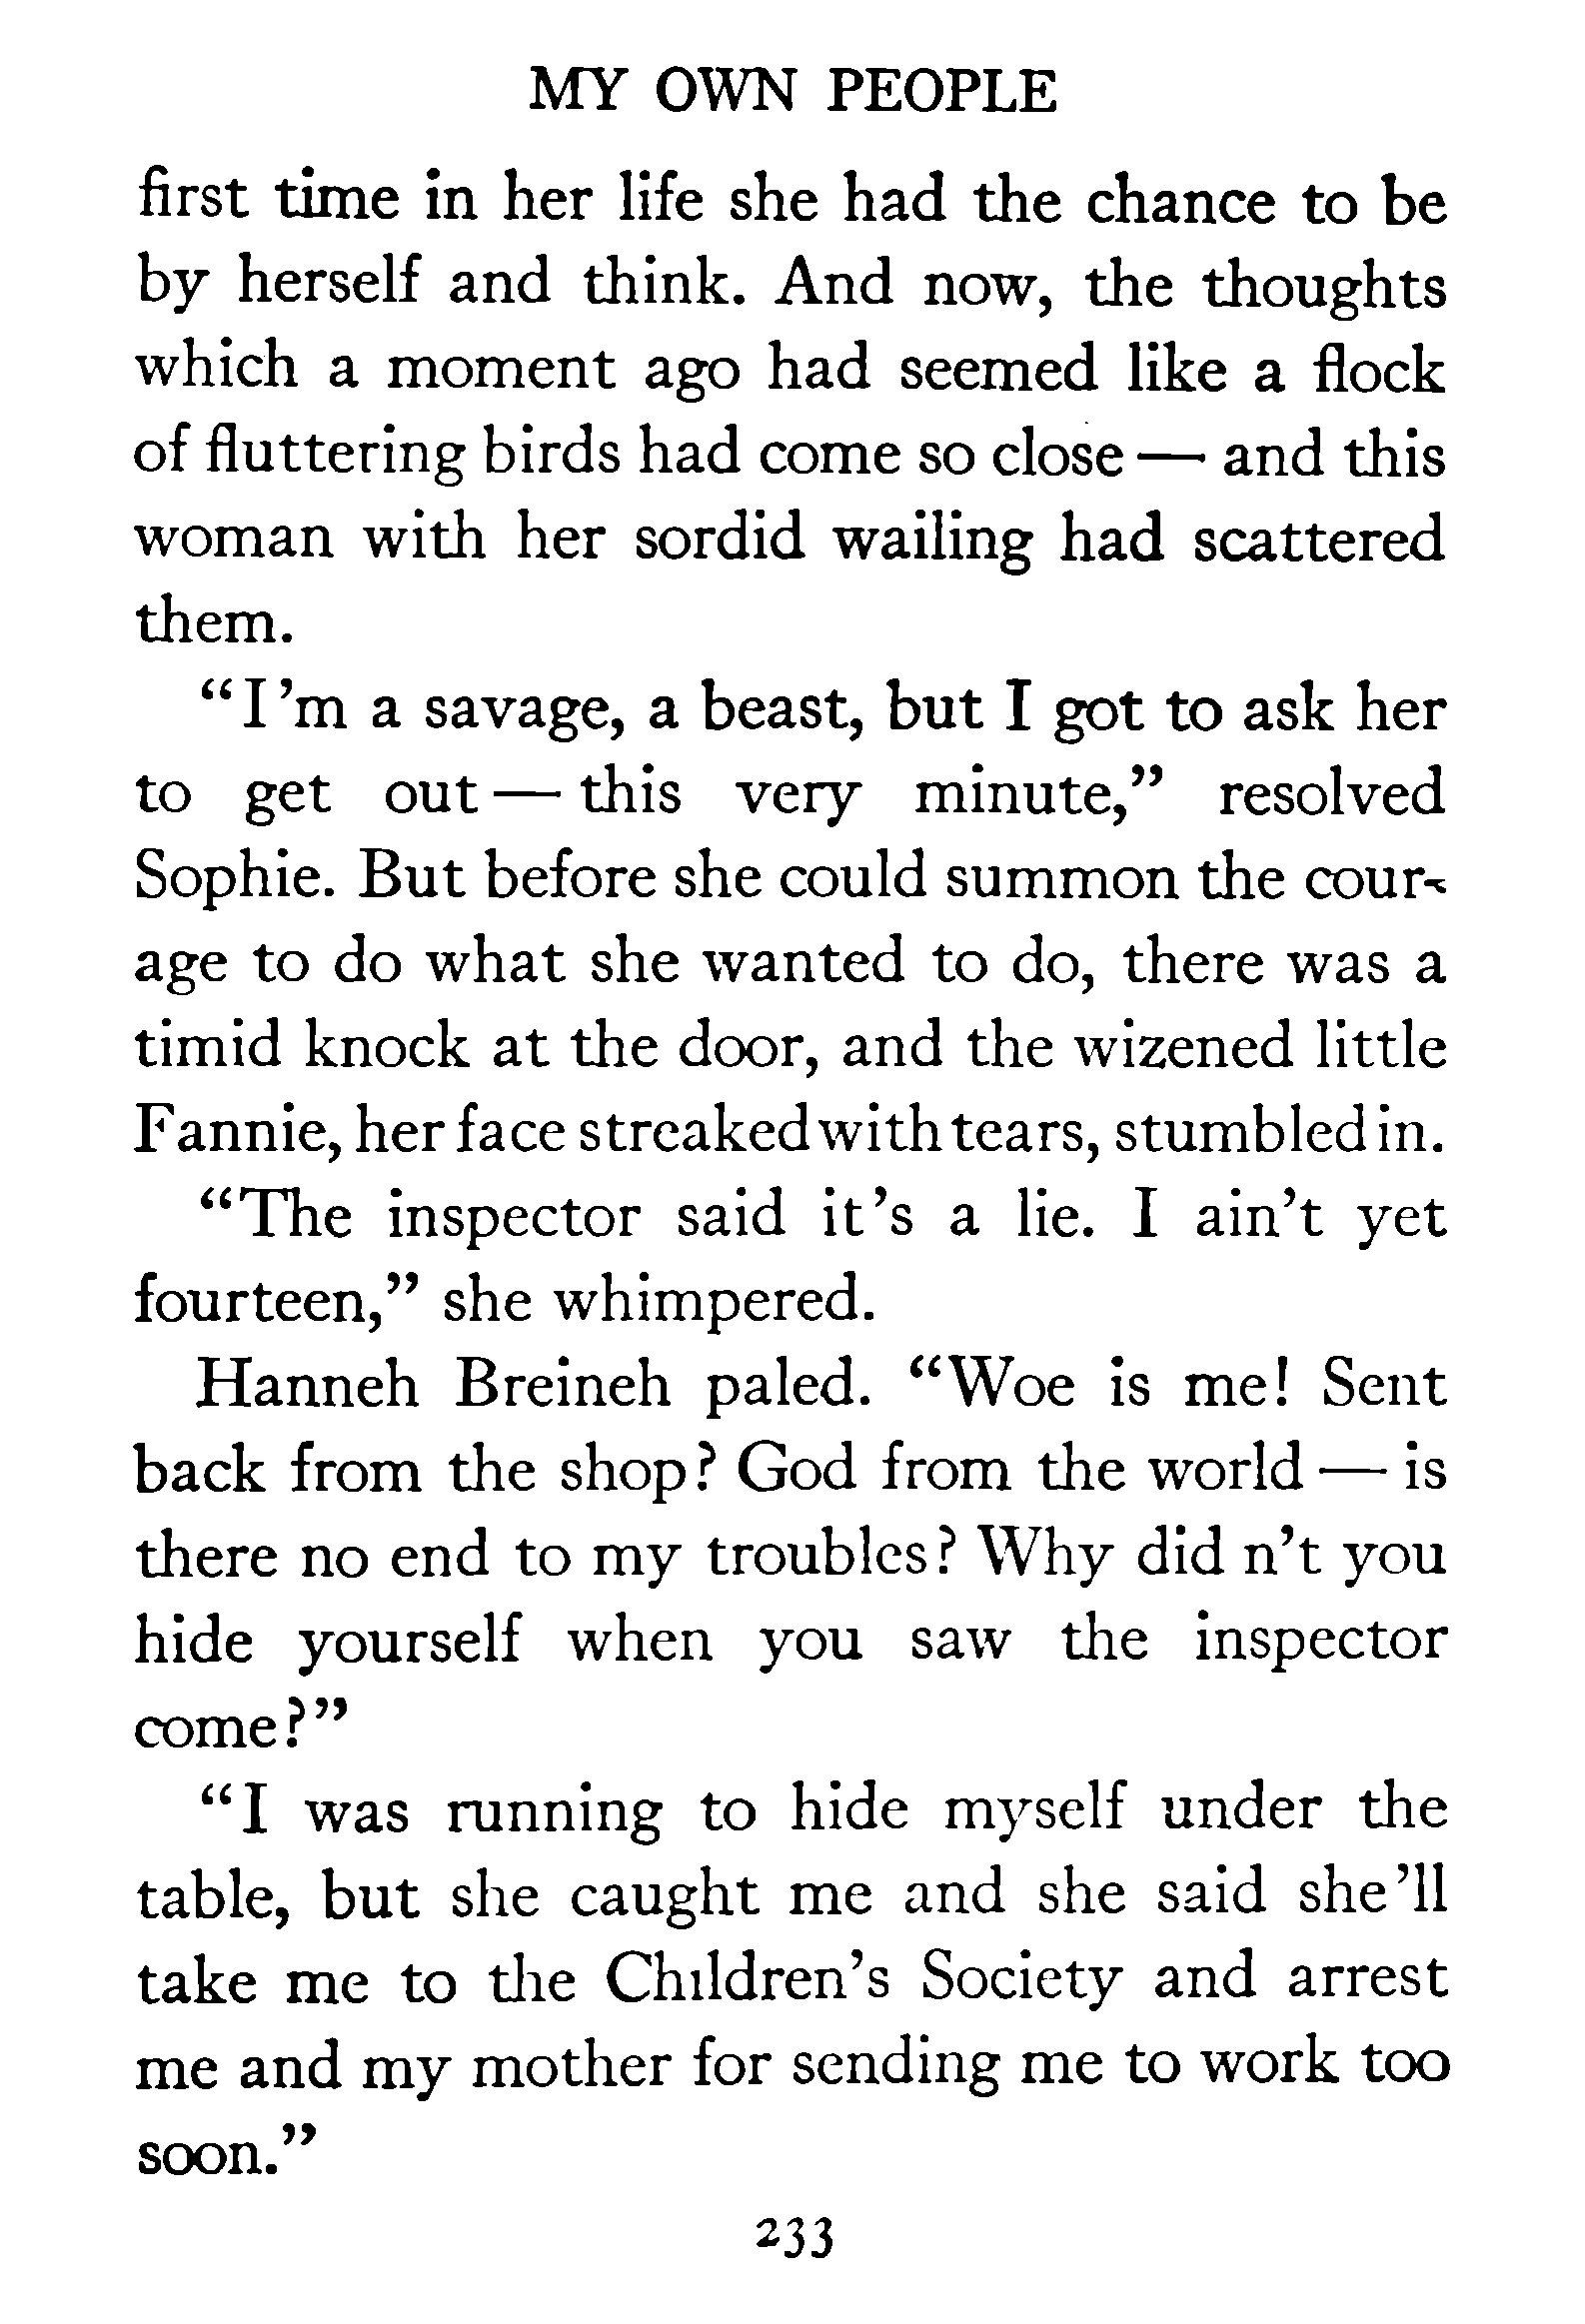 MY OWN PEOPLE
first time in her life she had the chance to be
by herself and think. And now, the thoughts
which a moment ago had seemed like a flock
of fluttering birds had come so close — and this
woman with her sordid wailing had scattered
them.
“I’m a savage, a beast, but I got to ask her
to get out — this very minute,” resolved
Sophie. But before she could summon the cour-
age to do what she wanted to do, there was a
timid knock at the door, and the wizened little
Fannie, her face streaked with tears, stumbled in.
“The inspector said it’s a lie. I ain’t yet
fourteen,” she whimpered.
Hanneh Breineh paled. “Woe is me! Sent
back from the shop? God from the world — is
there no end to my troubles? Why did n’t you
hide yourself when you saw the inspector
come?”
“I was running to hide myself under the
table, but she caught me and she said she’ll
take me to the Children’s Society and arrest
me and my mother for sending me to work too
soon.”
233